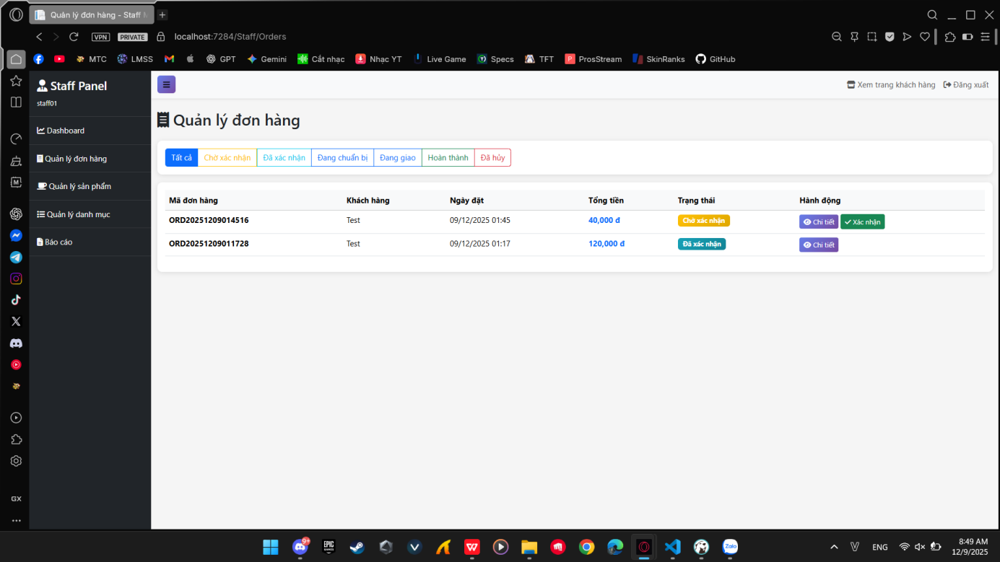 Quản lý đơn hàng - Staff M
VPN PRIVATE localhost:7284/Staff/Orders
MTC LMSS GPT Gemini Cắt nhạc Nhạc YT Live Game Specs TFT ProsStream SkinRanks GitHub
Staff Panel
staff01
Dashboard
Quản lý đơn hàng
Quản lý sản phẩm
Quản lý danh mục
Báo cáo
Xem trang khách hàng Đăng xuất
Quản lý đơn hàng
Tất cả Chờ xác nhận Đã xác nhận Đang chuẩn bị Đang giao Hoàn thành Đã hủy
Mã đơn hàng Khách hàng Ngày đặt Tổng tiền Trạng thái Hành động
ORD20251209014516 Test 09/12/2025 01:45 40,000 đ Chờ xác nhận Chi tiết Xác nhận
ORD20251209011728 Test 09/12/2025 01:17 120,000 đ Đã xác nhận Chi tiết
GX
9+
EPIC GAMES
Zalo
ENG
8:49 AM
12/9/2025